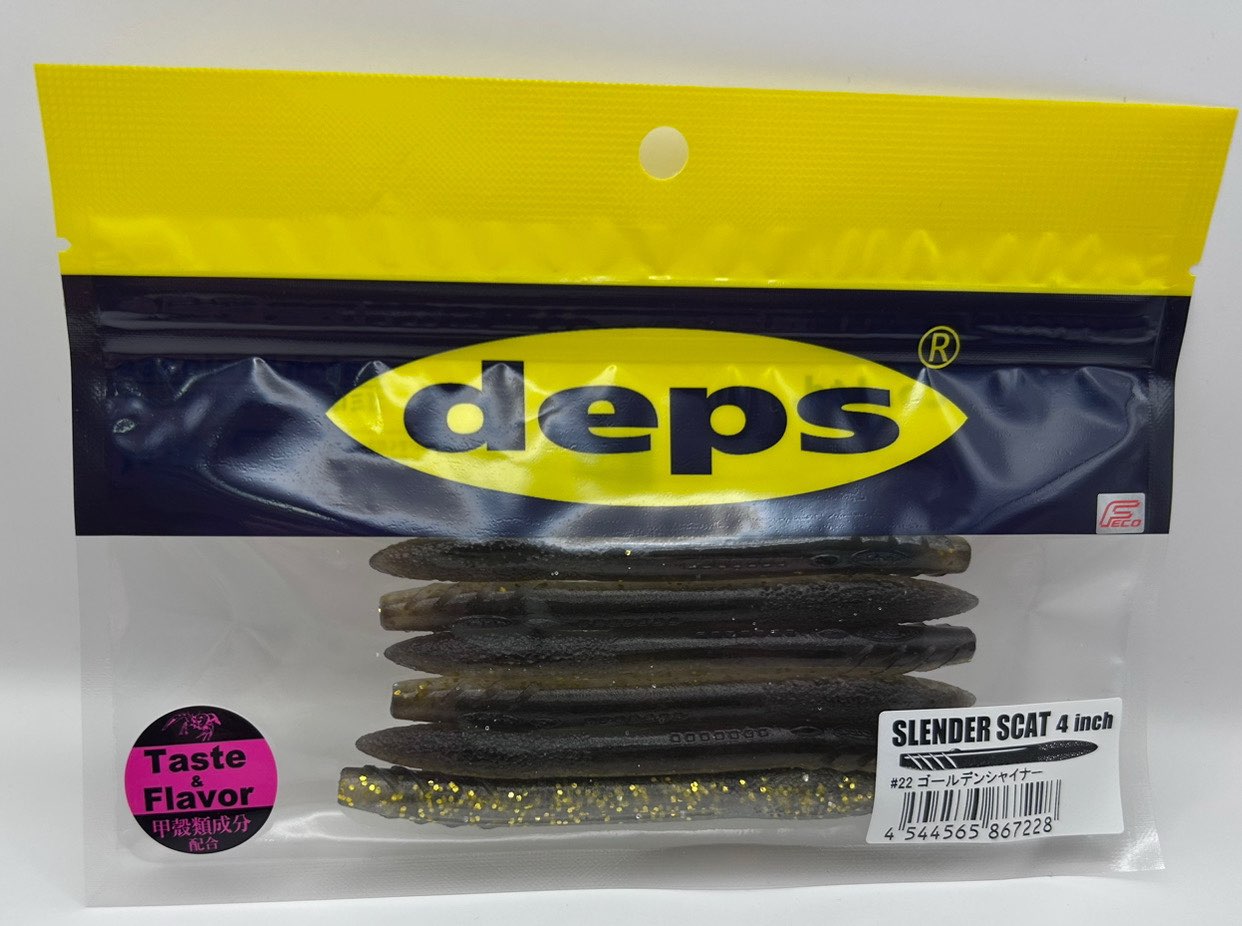 deps®
FECO
SLENDER SCAT 4 inch
#22 ゴールデンシャイナー
4 544565 867228
Taste
&
Flavor
甲殻類成分
配合